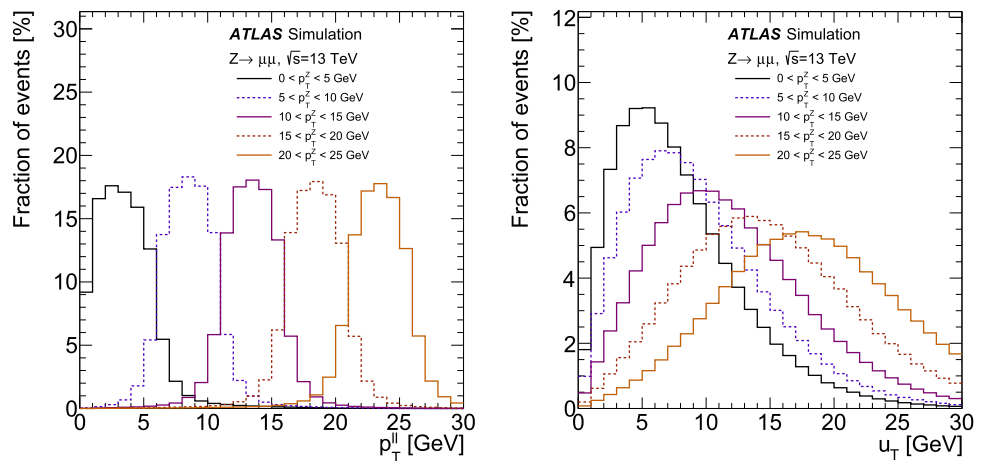 Fraction of events [%]
ATLAS Simulation
Z→ μμ, √s=13 TeV
0 < p_T^Z < 5 GeV
5 < p_T^Z < 10 GeV
10 < p_T^Z < 15 GeV
15 < p_T^Z < 20 GeV
20 < p_T^Z < 25 GeV
30
25
20
15
10
5
0
0 5 10 15 20 25 30
p_T^ll [GeV]
Fraction of events [%]
ATLAS Simulation
Z→ μμ, √s=13 TeV
0 < p_T^Z < 5 GeV
5 < p_T^Z < 10 GeV
10 < p_T^Z < 15 GeV
15 < p_T^Z < 20 GeV
20 < p_T^Z < 25 GeV
12
10
8
6
4
2
0
0 5 10 15 20 25 30
u_T [GeV]